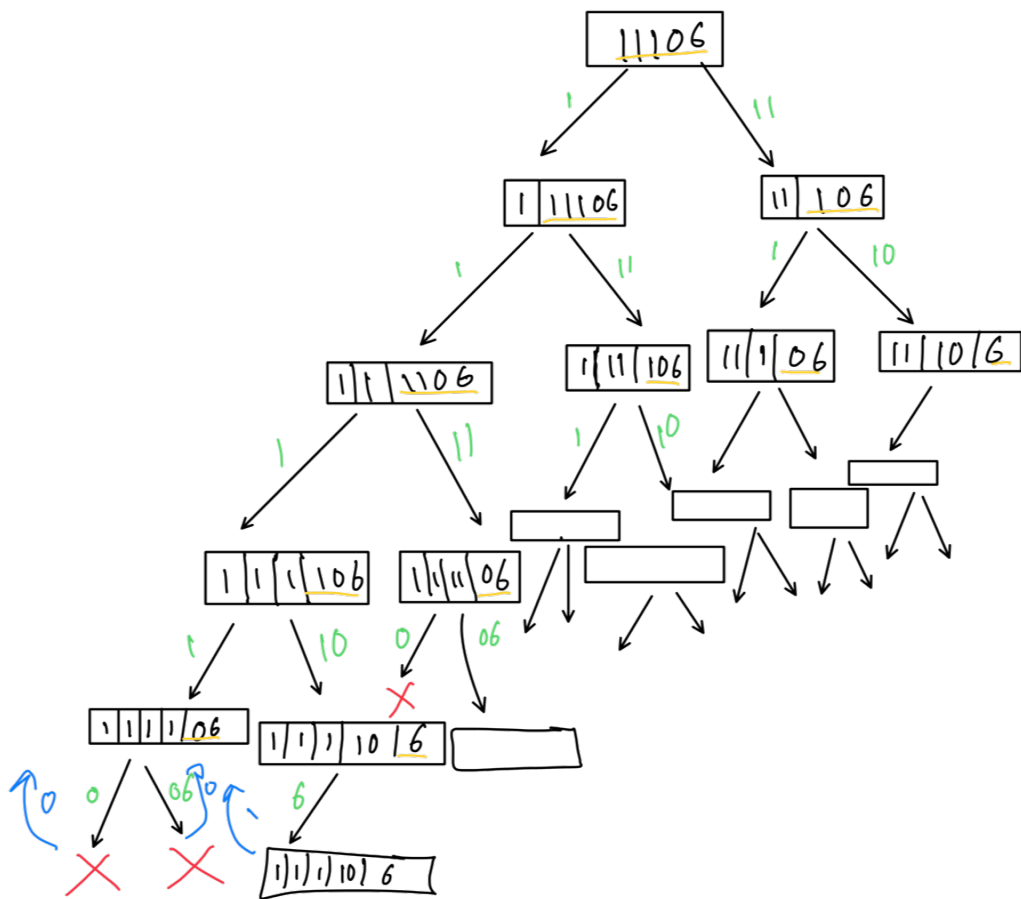 11106
1 11
1 | 11106 11 | 106
1 11 1 10
1 | 1 | 1106 1 | 11 | 106 11 | 1 | 06 11 | 10 | 6
1 11 1 10
1 | 1 | 1 | 106 1 | 1 | 11 | 06
1 10 0 06
1 | 1 | 1 | 1 | 06 1 | 1 | 1 | 10 | 6
0 0 06 0 6
1 | 1 | 1 | 10 | 6